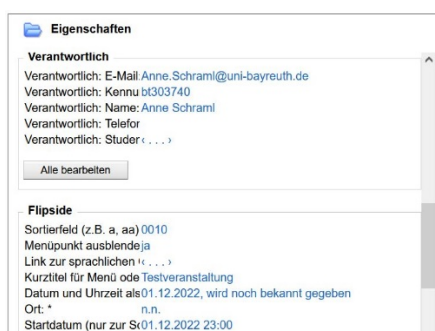 Eigenschaften
Verantwortlich
Verantwortlich: E-Mail Anne.Schraml@uni-bayreuth.de
Verantwortlich: Kennu bt303740
Verantwortlich: Name: Anne Schraml
Verantwortlich: Telefor
Verantwortlich: Studer ‹ . . . ›
Alle bearbeiten
Flipside
Sortierfeld (z.B. a, aa) 0010
Menüpunkt ausblende ja
Link zur sprachlichen ‹ . . . ›
Kurztitel für Menü ode Testveranstaltung
Datum und Uhrzeit als 01.12.2022, wird noch bekannt gegeben
Ort: * n.n.
Startdatum (nur zur So 01.12.2022 23:00